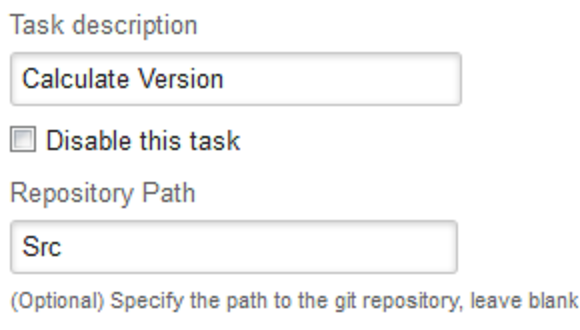 Task description
Calculate Version
Disable this task
Repository Path
Src
(Optional) Specify the path to the git repository, leave blank